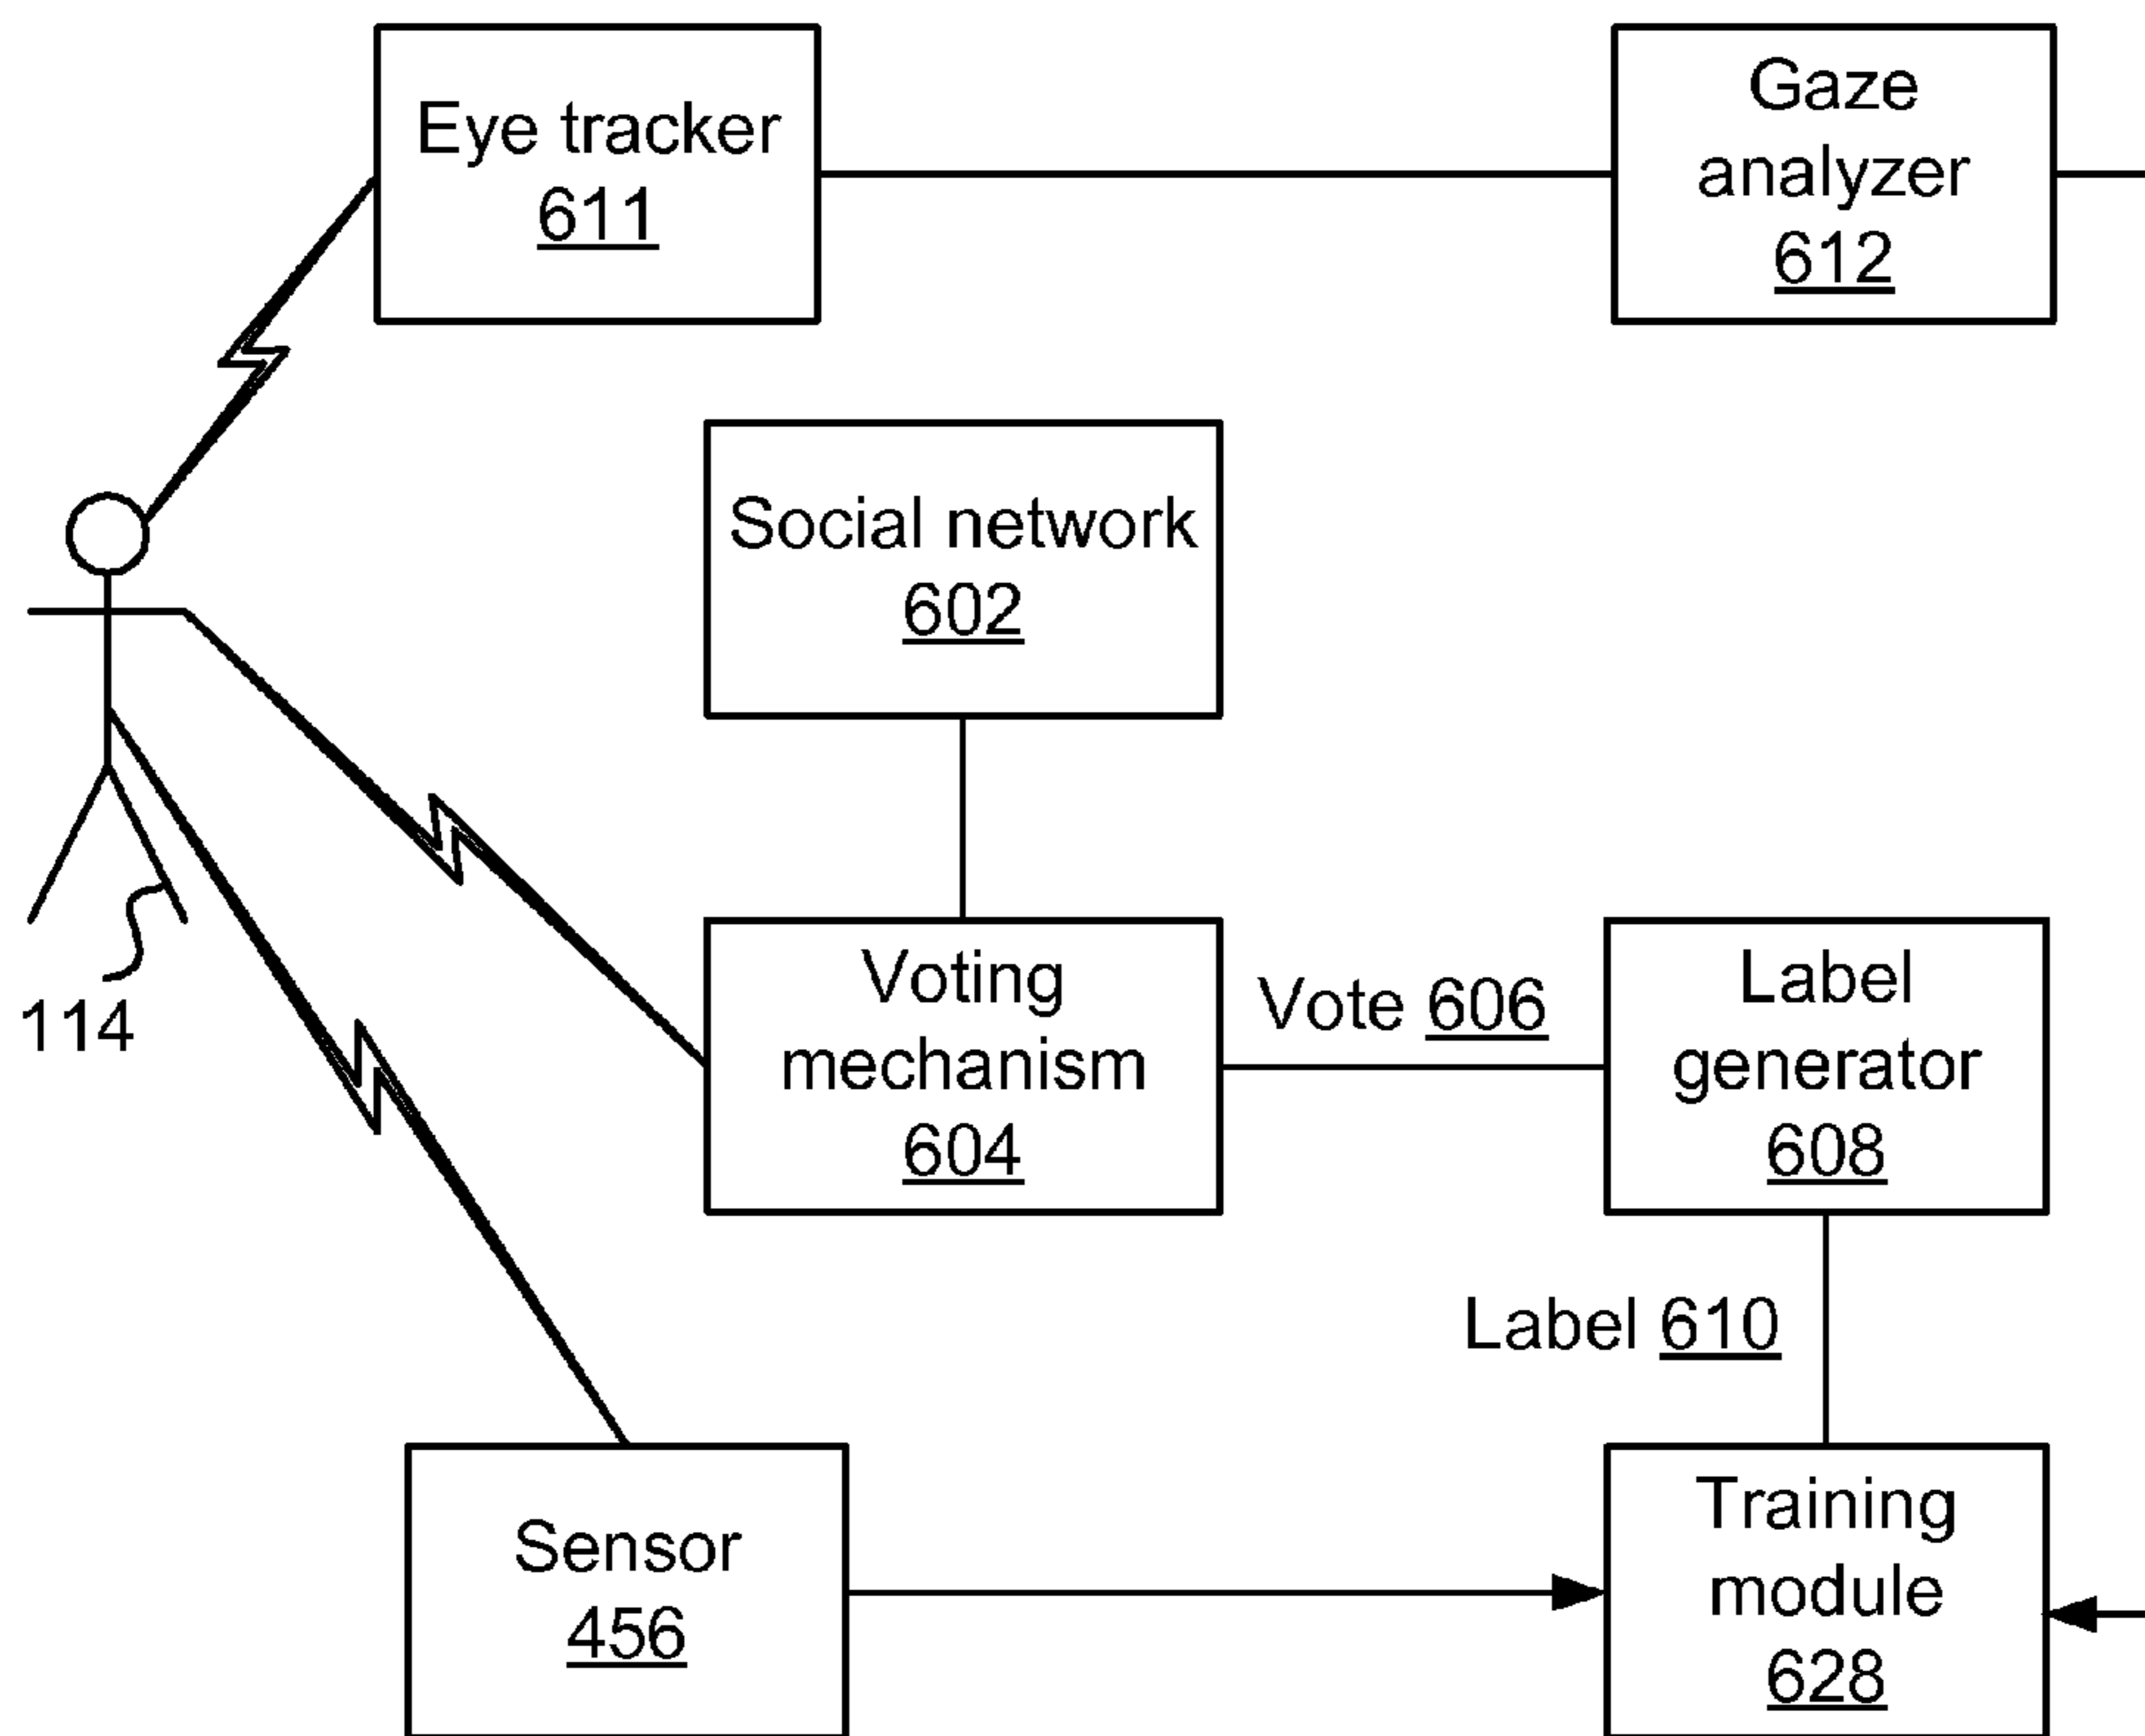 Eye tracker
611
Gaze
analyzer
612
Social network
602
114
Voting
mechanism
604
Vote 606
Label
generator
608
Label 610
Sensor
456
Training
module
628